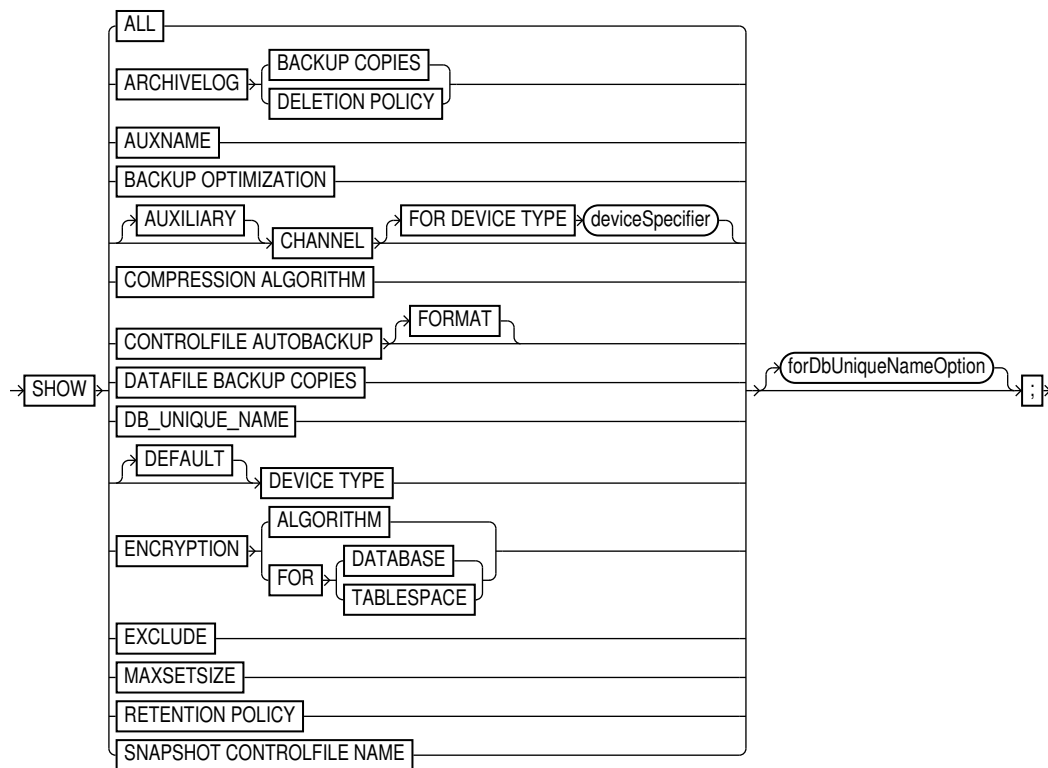 ALL
ARCHIVELOG
BACKUP COPIES
DELETION POLICY
AUXNAME
BACKUP OPTIMIZATION
AUXILIARY
CHANNEL
FOR DEVICE TYPE
deviceSpecifier
COMPRESSION ALGORITHM
CONTROLFILE AUTOBACKUP
FORMAT
SHOW
DATAFILE BACKUP COPIES
forDbUniqueNameOption
;
DB_UNIQUE_NAME
DEFAULT
DEVICE TYPE
ENCRYPTION
ALGORITHM
FOR
DATABASE
TABLESPACE
EXCLUDE
MAXSETSIZE
RETENTION POLICY
SNAPSHOT CONTROLFILE NAME